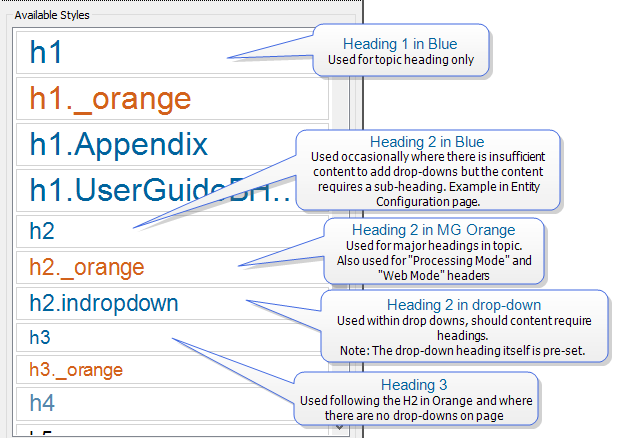 Available Styles
h1
Heading 1 in Blue
Used for topic heading only
h1._orange
h1.Appendix
h1.UserGuideBH...
Heading 2 in Blue
Used occasionally where there is insufficient
content to add drop-downs but the content
requires a sub-heading. Example in Entity
Configuration page.
h2
h2._orange
Heading 2 in MG Orange
Used for major headings in topic.
Also used for "Processing Mode" and
"Web Mode" headers
h2.indropdown
Heading 2 in drop-down
Used within drop downs, should content require
headings.
Note: The drop-down heading itself is pre-set.
h3
h3._orange
Heading 3
Used following the H2 in Orange and where
there are no drop-downs on page
h4
h5